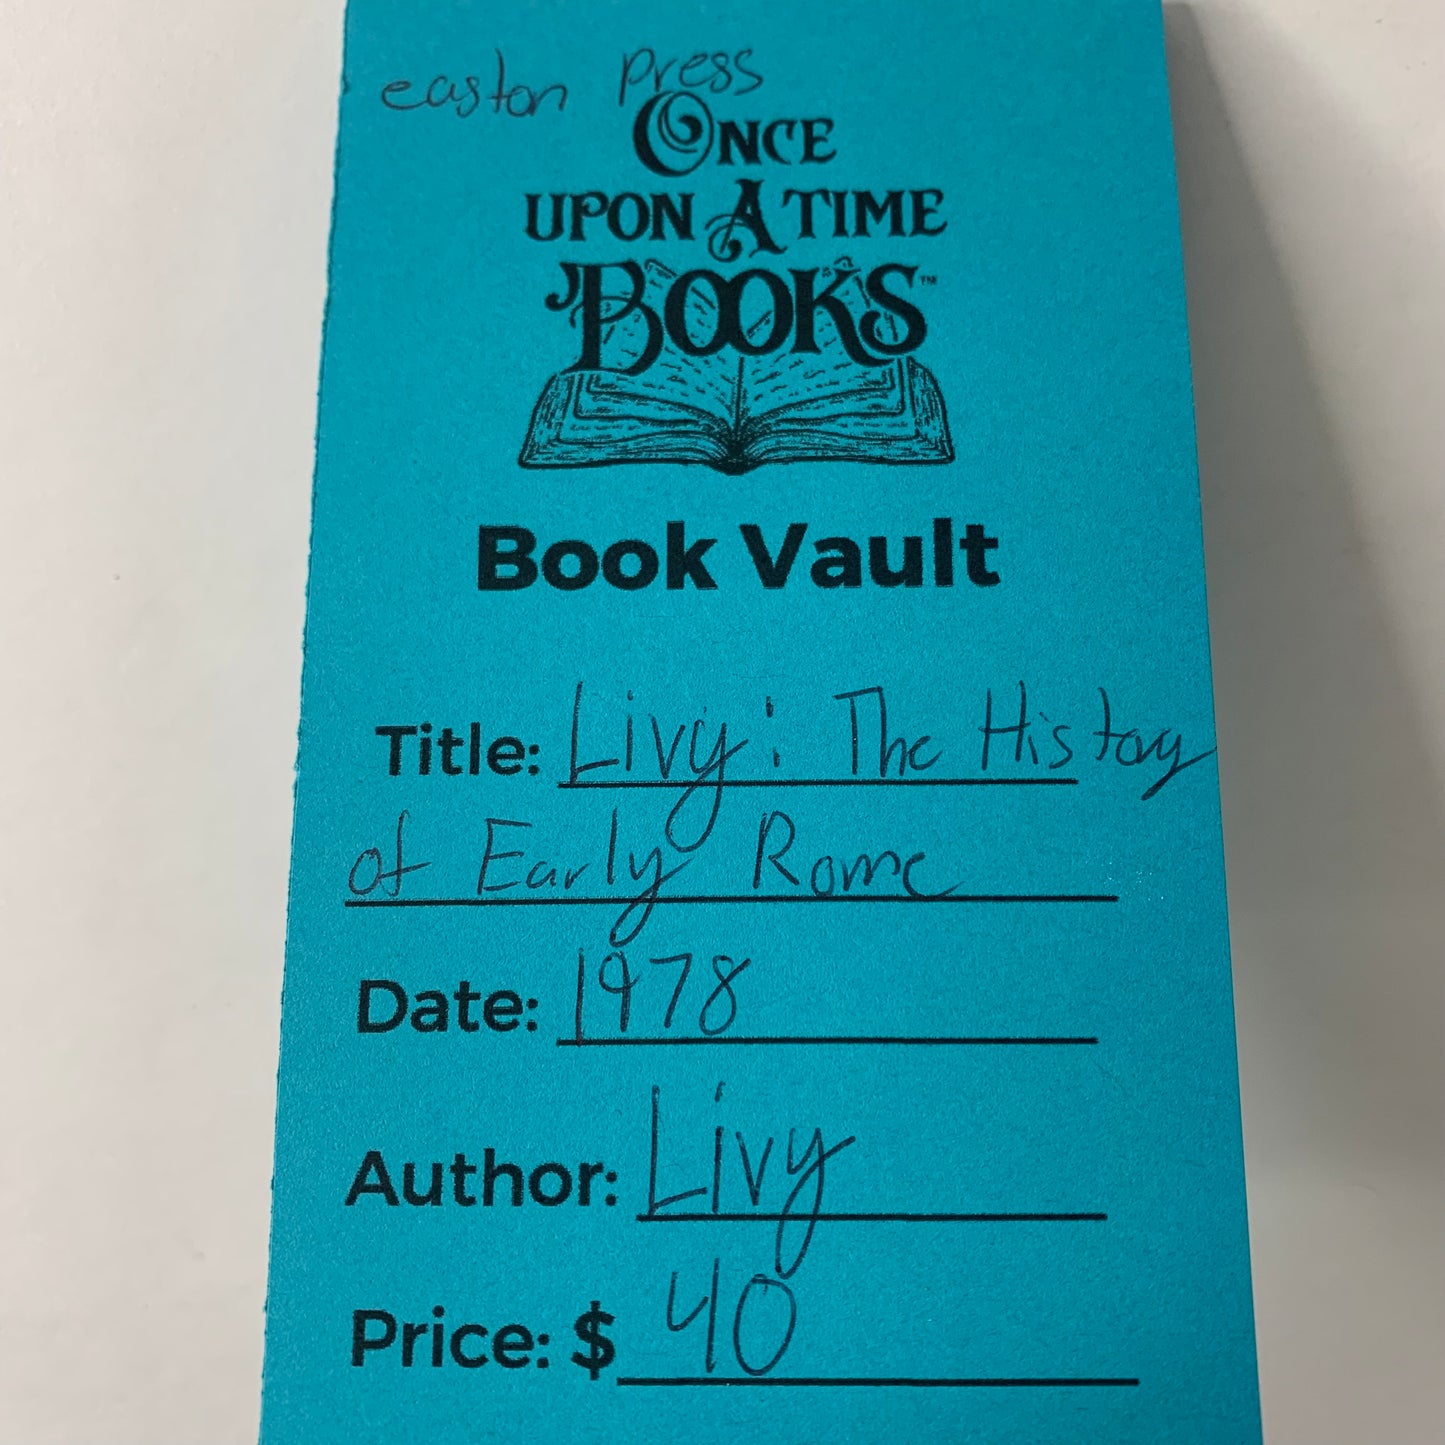 easton press
ONCE
UPON A TIME
BOOKS™
Book Vault
Title: Livy: The History
of Early Rome
Date: 1978
Author: Livy
Price: $ 40